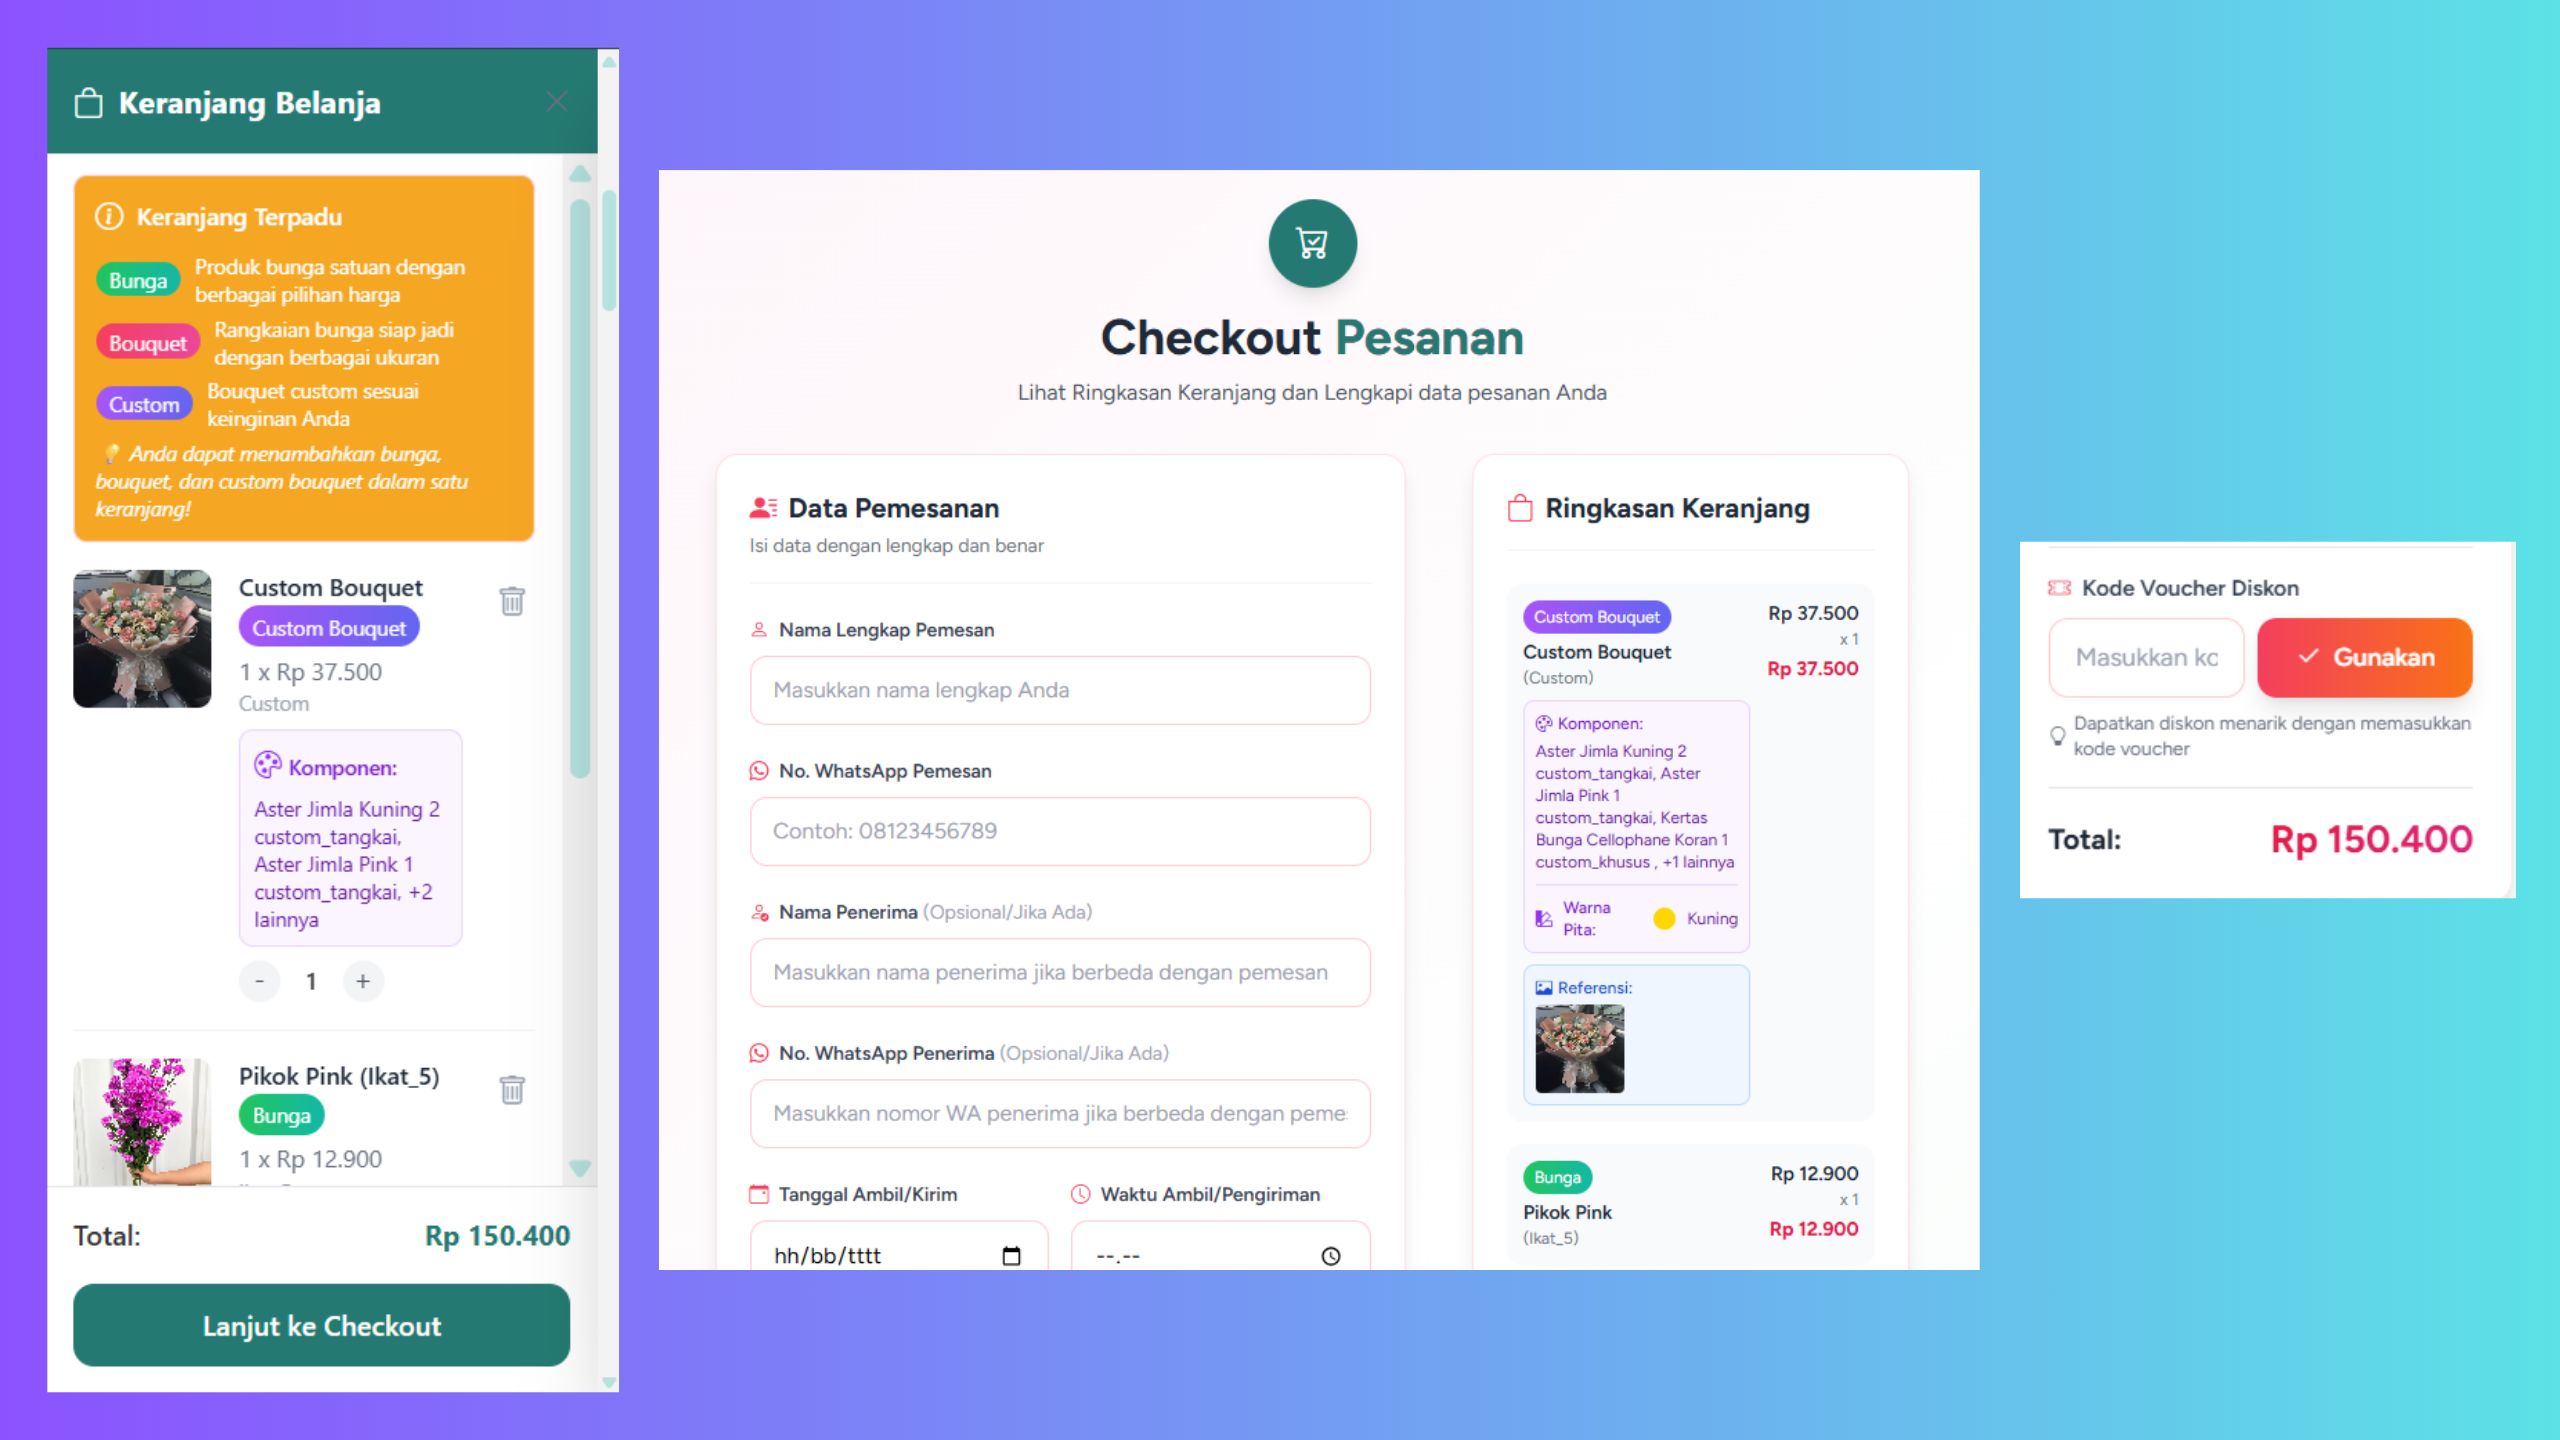 Keranjang Belanja
Keranjang Terpadu
Bunga
Produk bunga satuan dengan
berbagai pilihan harga
Bouquet
Rangkaian bunga siap jadi
dengan berbagai ukuran
Custom
Bouquet custom sesuai
keinginan Anda
💡 Anda dapat menambahkan bunga,
bouquet, dan custom bouquet dalam satu
keranjang!
Custom Bouquet
Custom Bouquet
1 x Rp 37.500
Custom
Komponen:
Aster Jimla Kuning 2
custom_tangkai,
Aster Jimla Pink 1
custom_tangkai, +2
lainnya
- 1 +
Pikok Pink (Ikat_5)
Bunga
1 x Rp 12.900
Total: Rp 150.400
Lanjut ke Checkout
Checkout Pesanan
Lihat Ringkasan Keranjang dan Lengkapi data pesanan Anda
Data Pemesanan
Isi data dengan lengkap dan benar
Nama Lengkap Pemesan
Masukkan nama lengkap Anda
No. WhatsApp Pemesan
Contoh: 08123456789
Nama Penerima (Opsional/Jika Ada)
Masukkan nama penerima jika berbeda dengan pemesan
No. WhatsApp Penerima (Opsional/Jika Ada)
Masukkan nomor WA penerima jika berbeda dengan peme
Tanggal Ambil/Kirim
hh/bb/tttt
Waktu Ambil/Pengiriman
--.--
Ringkasan Keranjang
Custom Bouquet
Rp 37.500
x 1
Custom Bouquet
Rp 37.500
(Custom)
Komponen:
Aster Jimla Kuning 2
custom_tangkai, Aster
Jimla Pink 1
custom_tangkai, Kertas
Bunga Cellophane Koran 1
custom_khusus , +1 lainnya
Warna
Pita:
Kuning
Referensi:
Bunga
Rp 12.900
x 1
Pikok Pink
Rp 12.900
(Ikat_5)
Kode Voucher Diskon
Masukkan ko
Gunakan
Dapatkan diskon menarik dengan memasukkan
kode voucher
Total: Rp 150.400